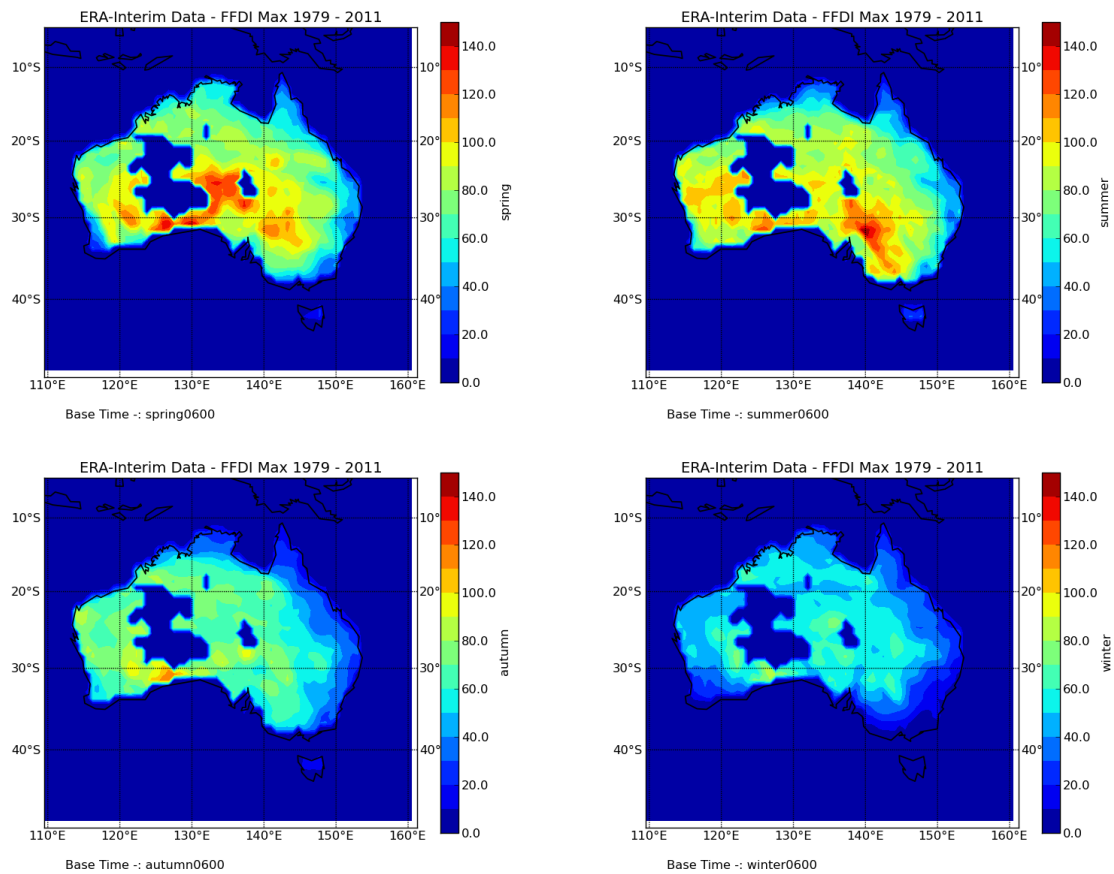 ERA-Interim Data - FFDI Max 1979 - 2011
10°S
20°S
30°S
40°S
10°
20°
30°
40°
110°E 120°E 130°E 140°E 150°E 160°E
140.0
120.0
100.0
80.0
60.0
40.0
20.0
0.0
spring
Base Time -: spring0600
ERA-Interim Data - FFDI Max 1979 - 2011
10°S
20°S
30°S
40°S
10°
20°
30°
40°
110°E 120°E 130°E 140°E 150°E 160°E
140.0
120.0
100.0
80.0
60.0
40.0
20.0
0.0
summer
Base Time -: summer0600
ERA-Interim Data - FFDI Max 1979 - 2011
10°S
20°S
30°S
40°S
10°
20°
30°
40°
110°E 120°E 130°E 140°E 150°E 160°E
140.0
120.0
100.0
80.0
60.0
40.0
20.0
0.0
autumn
Base Time -: autumn0600
ERA-Interim Data - FFDI Max 1979 - 2011
10°S
20°S
30°S
40°S
10°
20°
30°
40°
110°E 120°E 130°E 140°E 150°E 160°E
140.0
120.0
100.0
80.0
60.0
40.0
20.0
0.0
winter
Base Time -: winter0600